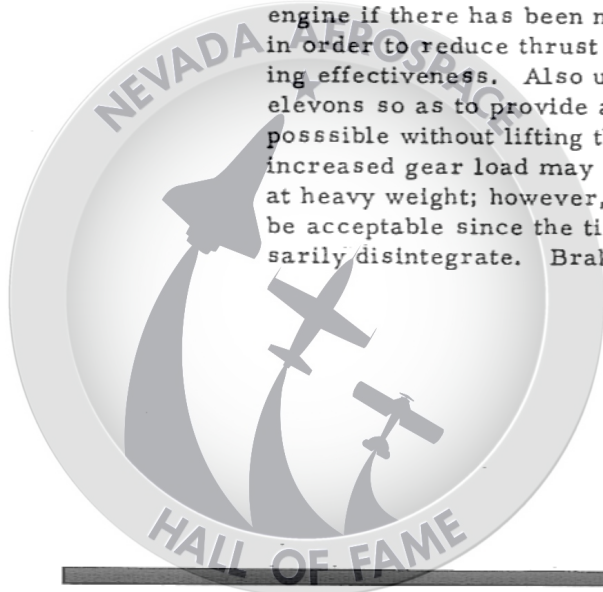 engine if there has been n
in order to reduce thrust
ing effectiveness. Also u
elevons so as to provide a
posssible without lifting t
increased gear load may
at heavy weight; however,
be acceptable since the ti
sarily disintegrate. Bra
NEVADA AEROSPACE
HALL OF FAME